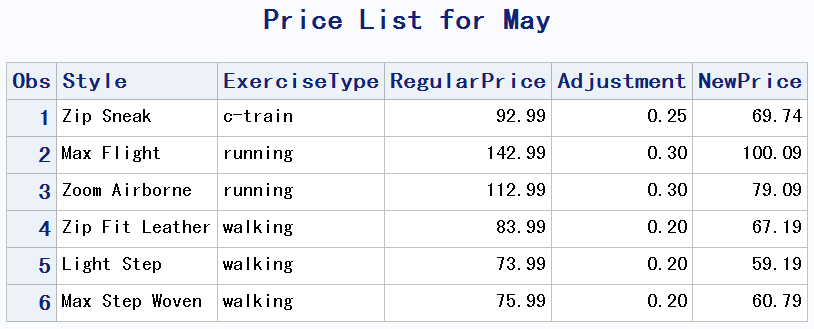 Price List for May
Obs Style ExerciseType RegularPrice Adjustment NewPrice
1 Zip Sneak c-train 92.99 0.25 69.74
2 Max Flight running 142.99 0.30 100.09
3 Zoom Airborne running 112.99 0.30 79.09
4 Zip Fit Leather walking 83.99 0.20 67.19
5 Light Step walking 73.99 0.20 59.19
6 Max Step Woven walking 75.99 0.20 60.79